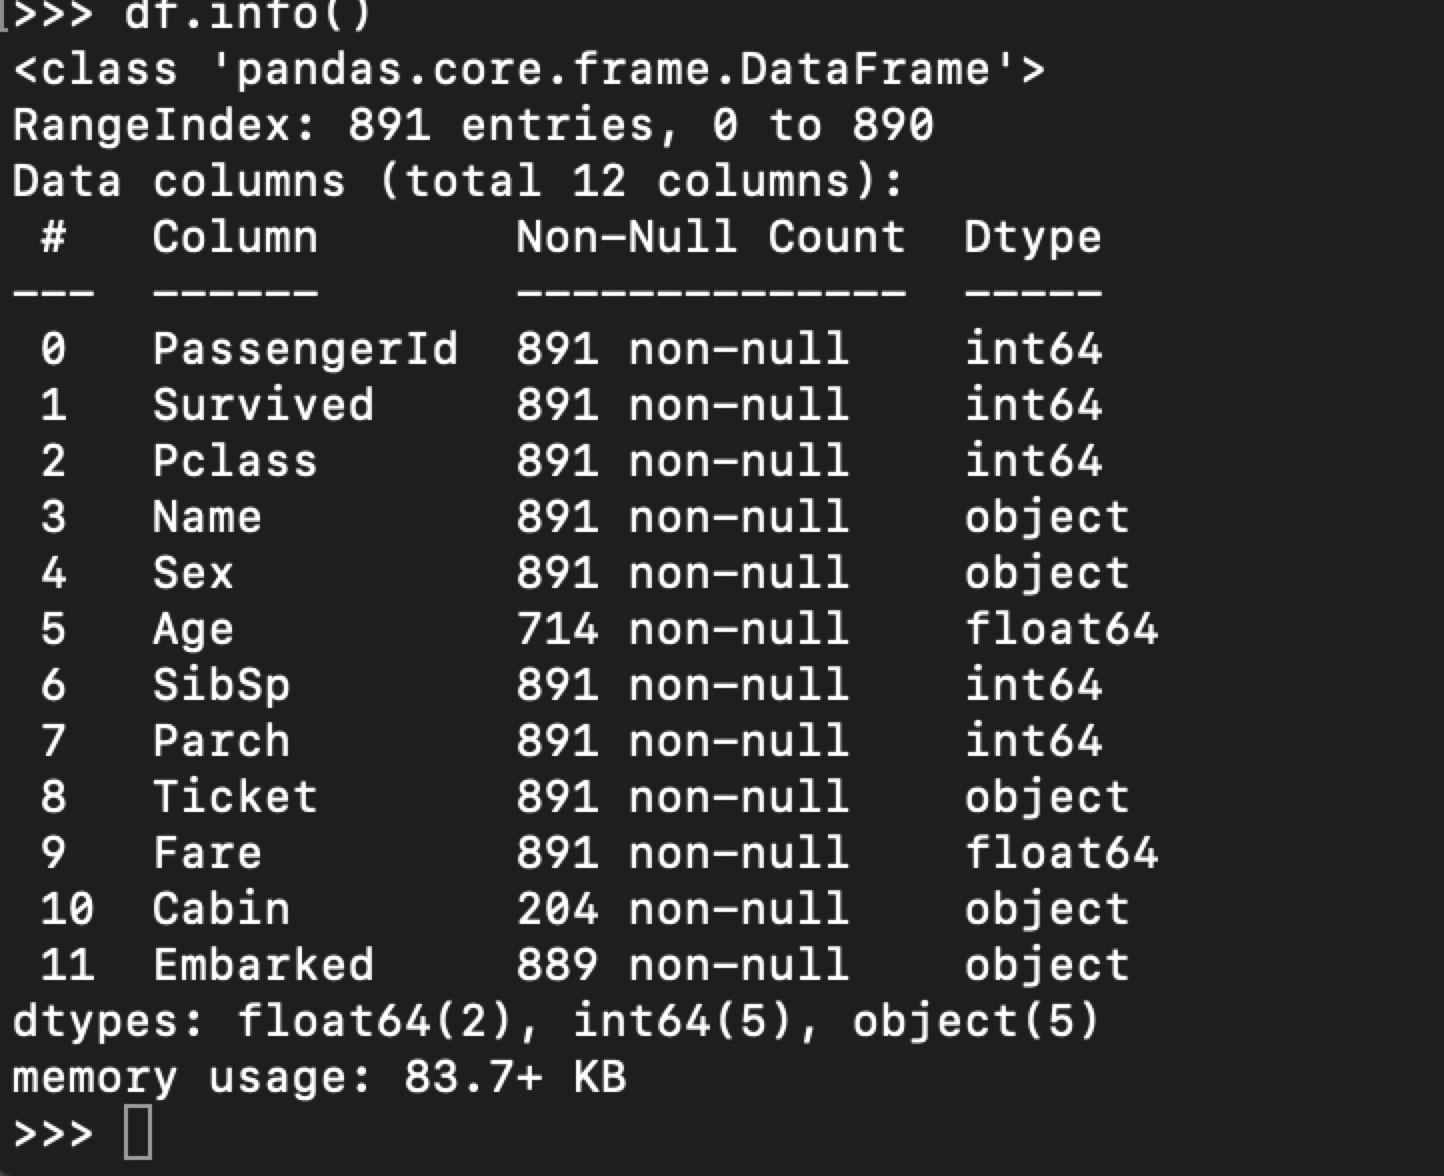 >>> df.info()
<class 'pandas.core.frame.DataFrame'>
RangeIndex: 891 entries, 0 to 890
Data columns (total 12 columns):
 #   Column       Non-Null Count  Dtype
---  ------       --------------  -----
 0   PassengerId  891 non-null    int64
 1   Survived     891 non-null    int64
 2   Pclass       891 non-null    int64
 3   Name         891 non-null    object
 4   Sex          891 non-null    object
 5   Age          714 non-null    float64
 6   SibSp        891 non-null    int64
 7   Parch        891 non-null    int64
 8   Ticket       891 non-null    object
 9   Fare         891 non-null    float64
 10  Cabin        204 non-null    object
 11  Embarked     889 non-null    object
dtypes: float64(2), int64(5), object(5)
memory usage: 83.7+ KB
>>>